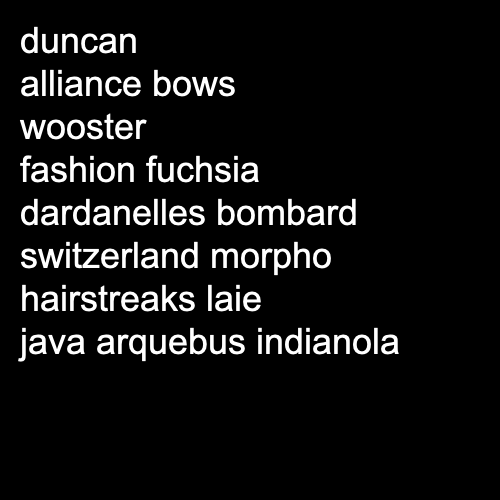 duncan
alliance bows
wooster
fashion fuchsia
dardanelles bombard
switzerland morpho
hairstreaks laie
java arquebus indianola